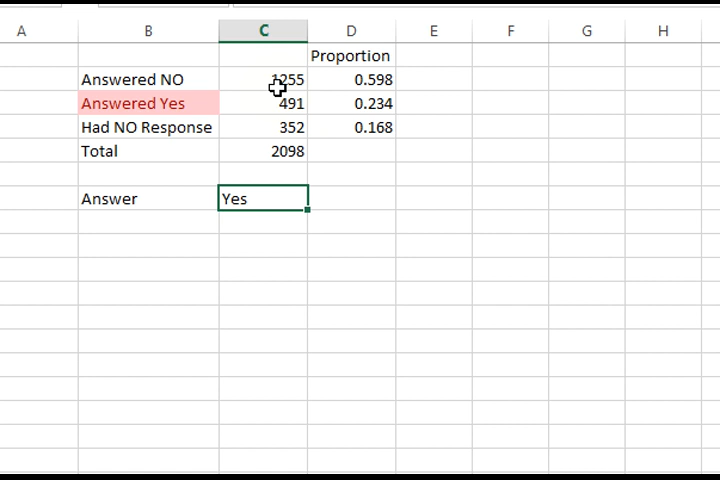 A B C D E F G H
Proportion
Answered NO 1255 0.598
Answered Yes 491 0.234
Had NO Response 352 0.168
Total 2098
Answer Yes